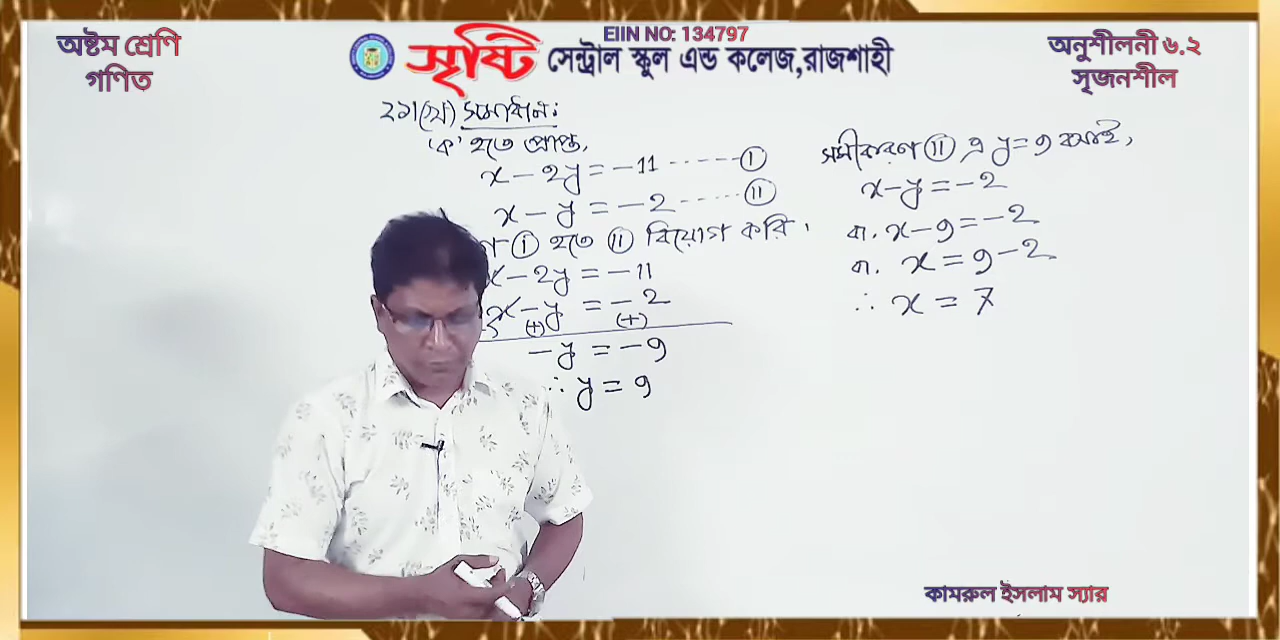 অষ্টম শ্রেণি
গণিত
EIIN NO: 134797
সৃষ্টি সেন্ট্রাল স্কুল এন্ড কলেজ,রাজশাহী
অনুশীলনী ৬.২
সৃজনশীল
২১(খ) সমাধান:
'ক' হতে প্রাপ্ত,
x - 2y = -11 ------ (i)
x - y = -2 ------ (ii)
ণ (i) হতে (ii) বিয়োগ করি।
x - 2y = -11
x - y = -2
(+) (+)
-y = -9
∴ y = 9
সমীকরণ (ii) এ y = 9 বসাই,
x - y = -2
বা, x - 9 = -2
বা, x = 9 - 2
∴ x = 7
কামরুল ইসলাম স্যার